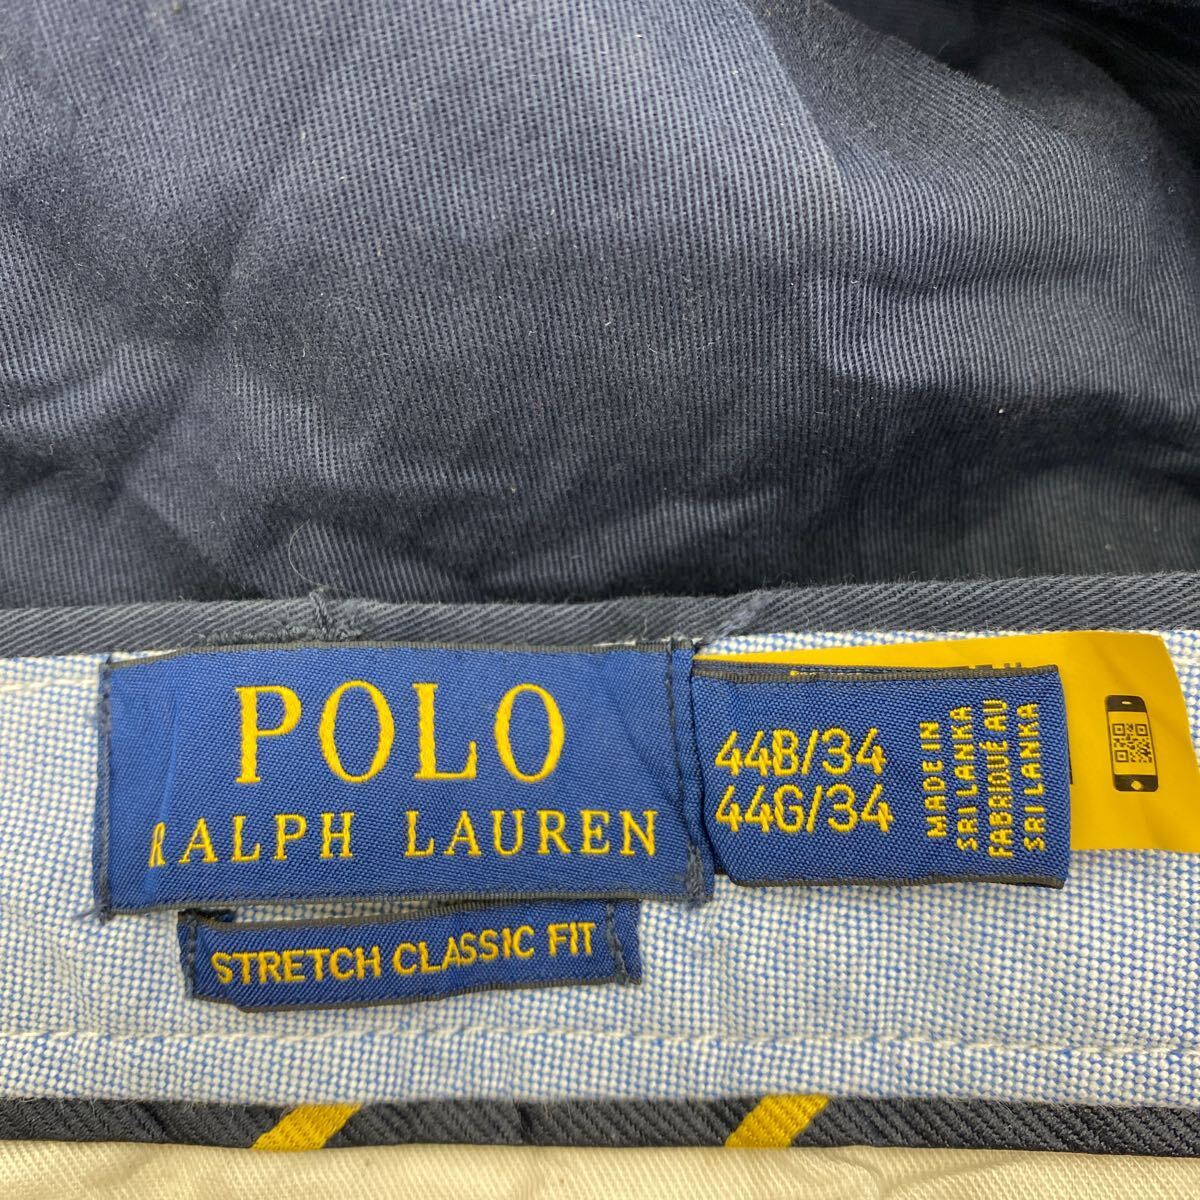 POLO
RALPH LAUREN
STRETCH CLASSIC FIT
44B/34
44G/34
MADE IN
SRI LANKA
FABRIQUÉ AU
SRI LANKA